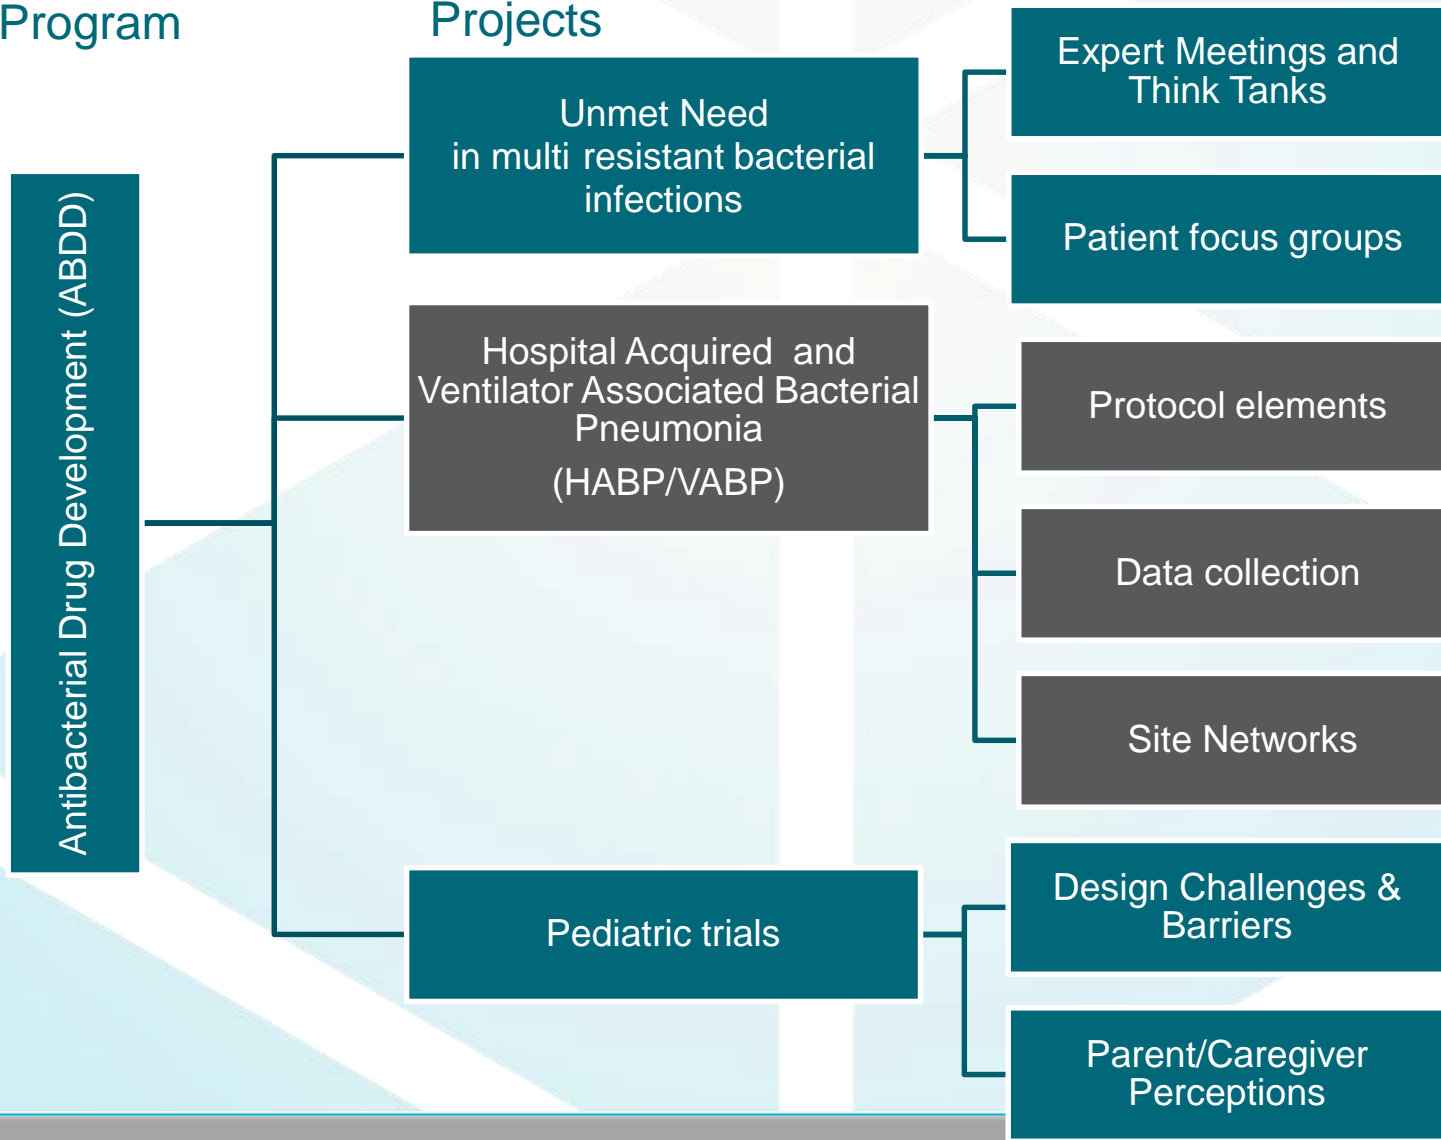 Program
Projects
Antibacterial Drug Development (ABDD)
Unmet Need
in multi resistant bacterial
infections
Expert Meetings and
Think Tanks
Patient focus groups
Hospital Acquired and
Ventilator Associated Bacterial
Pneumonia
(HABP/VABP)
Protocol elements
Data collection
Site Networks
Pediatric trials
Design Challenges &
Barriers
Parent/Caregiver
Perceptions